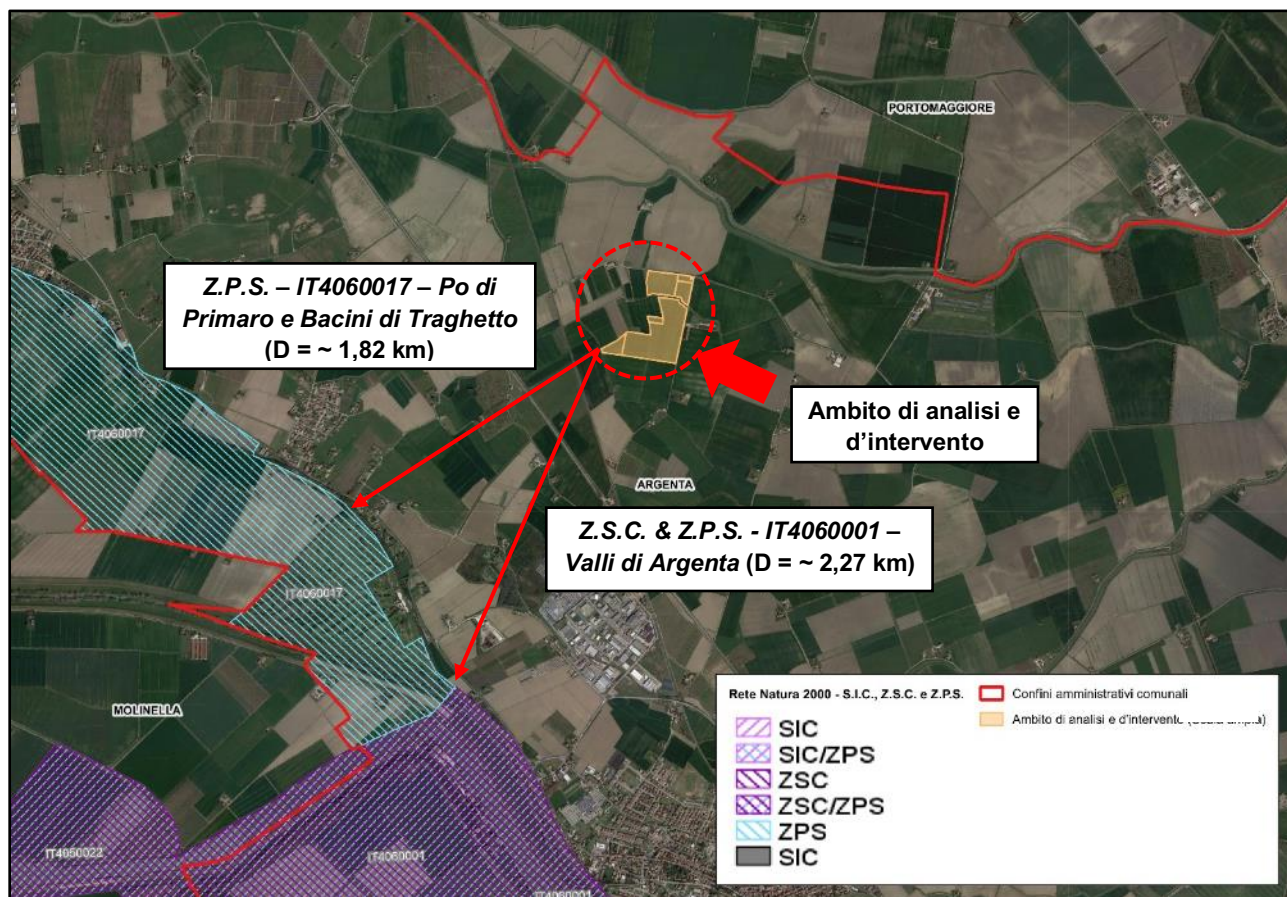 PORTOMAGGIORE
Z.P.S. – IT4060017 – Po di
Primaro e Bacini di Traghetto
(D = ~ 1,82 km)
Ambito di analisi e
d'intervento
IT4060017
ARGENTA
Z.S.C. & Z.P.S. - IT4060001 –
Valli di Argenta (D = ~ 2,27 km)
IT4060017
MOLINELLA
IT4050022
IT4060001
IT4060001
Rete Natura 2000 - S.I.C., Z.S.C. e Z.P.S.
SIC
SIC/ZPS
ZSC
ZSC/ZPS
ZPS
SIC
Confini amministrativi comunali
Ambito di analisi e d'intervento